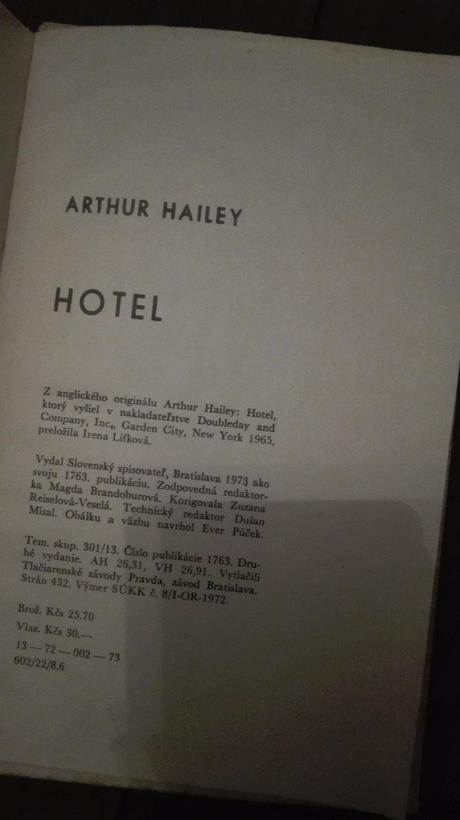 ARTHUR HAILEY
HOTEL
Z anglického originálu Arthur Hailey: Hotel,
ktorý vyšiel v nakladateľstve Doubleday and
Company, Inc., Garden City, New York 1965,
preložila Irena Lifková.
Vydal Slovenský spisovateľ, Bratislava 1973 ako
svoju 1763. publikáciu. Zodpovedná redaktor-
ka Magda Brandoburová. Korigovala Zuzana
Reiselová-Veselá. Technický redaktor Dušan
Misal. Obálku a väzbu navrhol Ever Púček.
Tem. skup. 301/13. Číslo publikácie 1763. Dru-
hé vydanie. AH 26,31, VH 26,91. Vytlačili
Tlačiarenské závody Pravda, závod Bratislava.
Strán 432. Výmer SÚKK č. 8/I-OR-1972.
Brož. Kčs 25.70
Viaz. Kčs 30.—
13 — 72 — 002 — 73
602/22/8.6